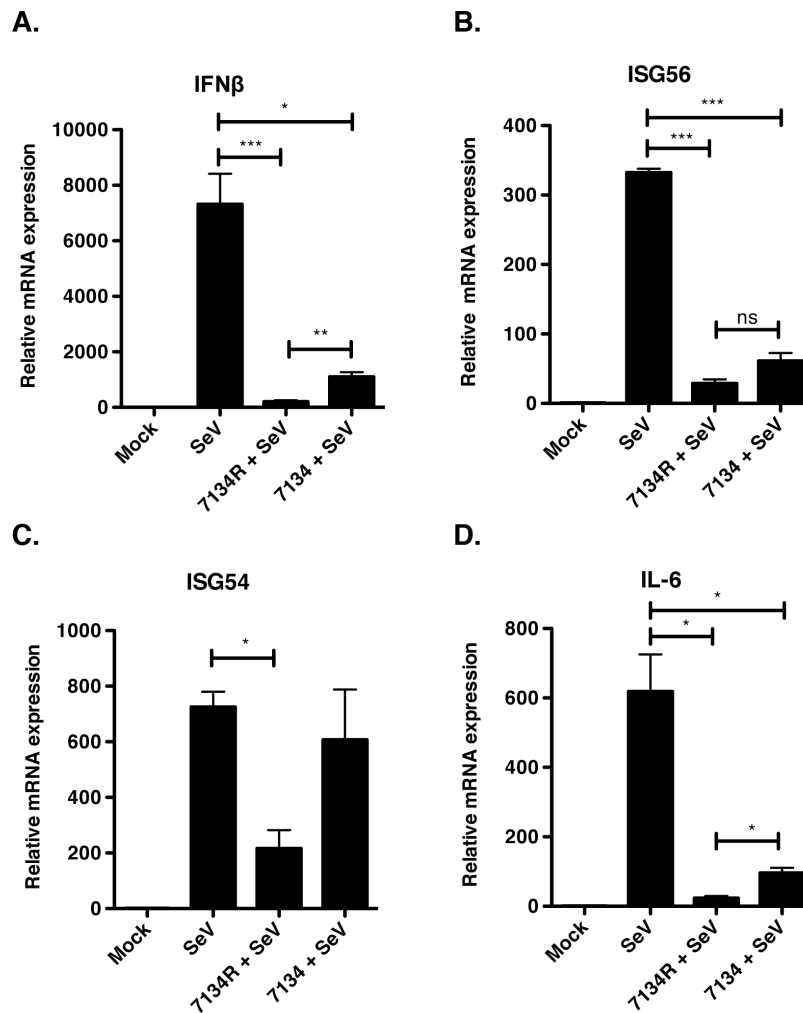 A.
IFNβ
Relative mRNA expression
10000
8000
6000
4000
2000
0
*
***
**
Mock
SeV
7134R + SeV
7134 + SeV
B.
ISG56
Relative mRNA expression
400
300
200
100
0
***
***
ns
Mock
SeV
7134R + SeV
7134 + SeV
C.
ISG54
Relative mRNA expression
1000
800
600
400
200
0
*
Mock
SeV
7134R + SeV
7134 + SeV
D.
IL-6
Relative mRNA expression
800
600
400
200
0
*
*
*
Mock
SeV
7134R + SeV
7134 + SeV